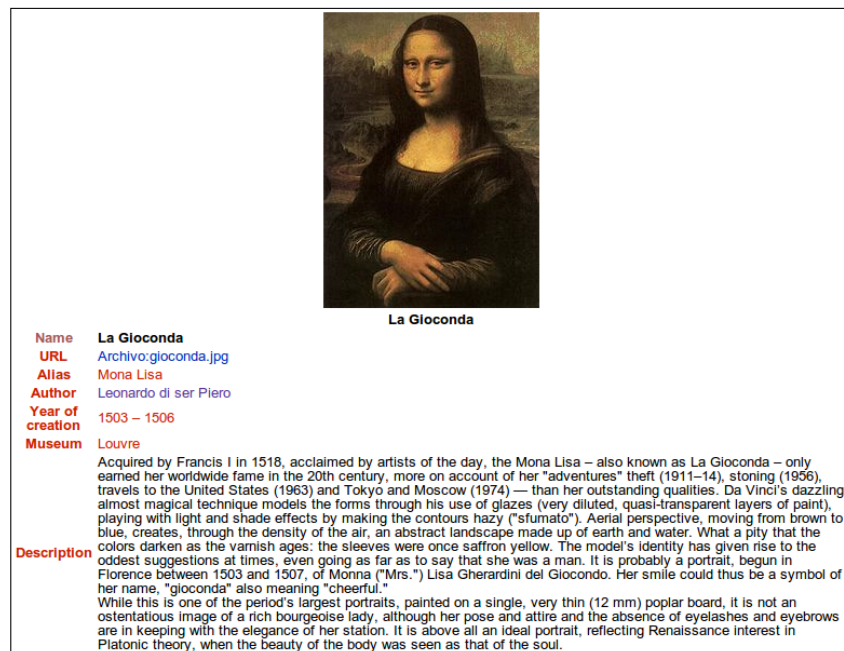 La Gioconda
Name La Gioconda
URL Archivo:gioconda.jpg
Alias Mona Lisa
Author Leonardo di ser Piero
Year of creation 1503 – 1506
Museum Louvre
Description
Acquired by Francis I in 1518, acclaimed by artists of the day, the Mona Lisa – also known as La Gioconda – only
earned her worldwide fame in the 20th century, more on account of her "adventures" theft (1911–14), stoning (1956),
travels to the United States (1963) and Tokyo and Moscow (1974) — than her outstanding qualities. Da Vinci's dazzling
almost magical technique models the forms through his use of glazes (very diluted, quasi-transparent layers of paint),
playing with light and shade effects by making the contours hazy ("sfumato"). Aerial perspective, moving from brown to
blue, creates, through the density of the air, an abstract landscape made up of earth and water. What a pity that the
colors darken as the varnish ages: the sleeves were once saffron yellow. The model's identity has given rise to the
oddest suggestions at times, even going as far as to say that she was a man. It is probably a portrait, begun in
Florence between 1503 and 1507, of Monna ("Mrs.") Lisa Gherardini del Giocondo. Her smile could thus be a symbol of
her name, "gioconda" also meaning "cheerful."
While this is one of the period's largest portraits, painted on a single, very thin (12 mm) poplar board, it is not an
ostentatious image of a rich bourgeoise lady, although her pose and attire and the absence of eyelashes and eyebrows
are in keeping with the elegance of her station. It is above all an ideal portrait, reflecting Renaissance interest in
Platonic theory, when the beauty of the body was seen as that of the soul.